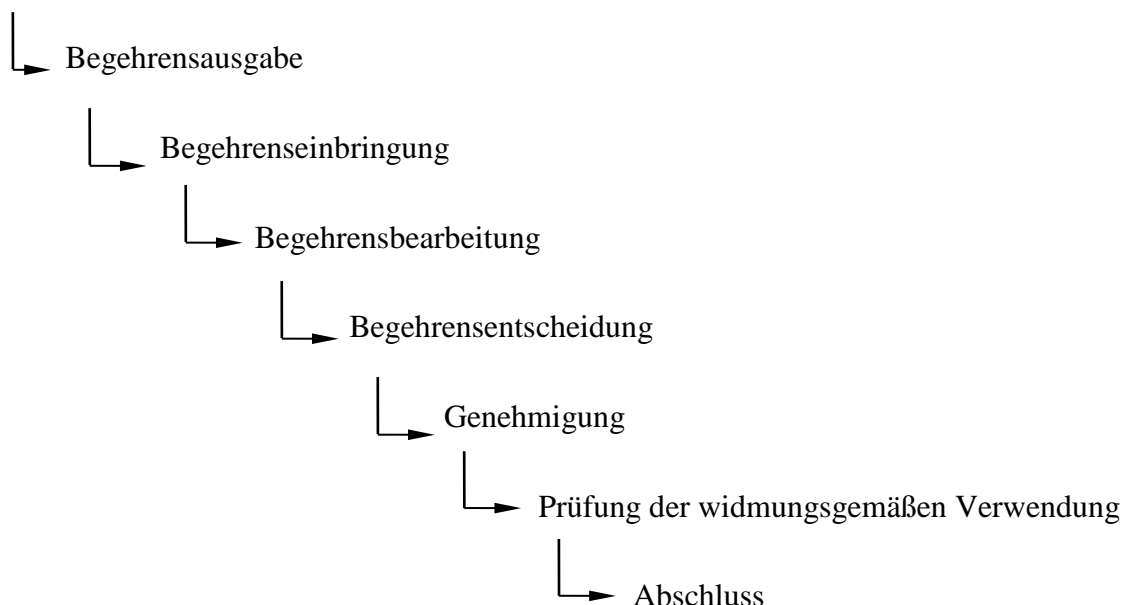 Begehrensausgabe
Begehrenseinbringung
Begehrensbearbeitung
Begehrensentscheidung
Genehmigung
Prüfung der widmungsgemäßen Verwendung
Abschluss